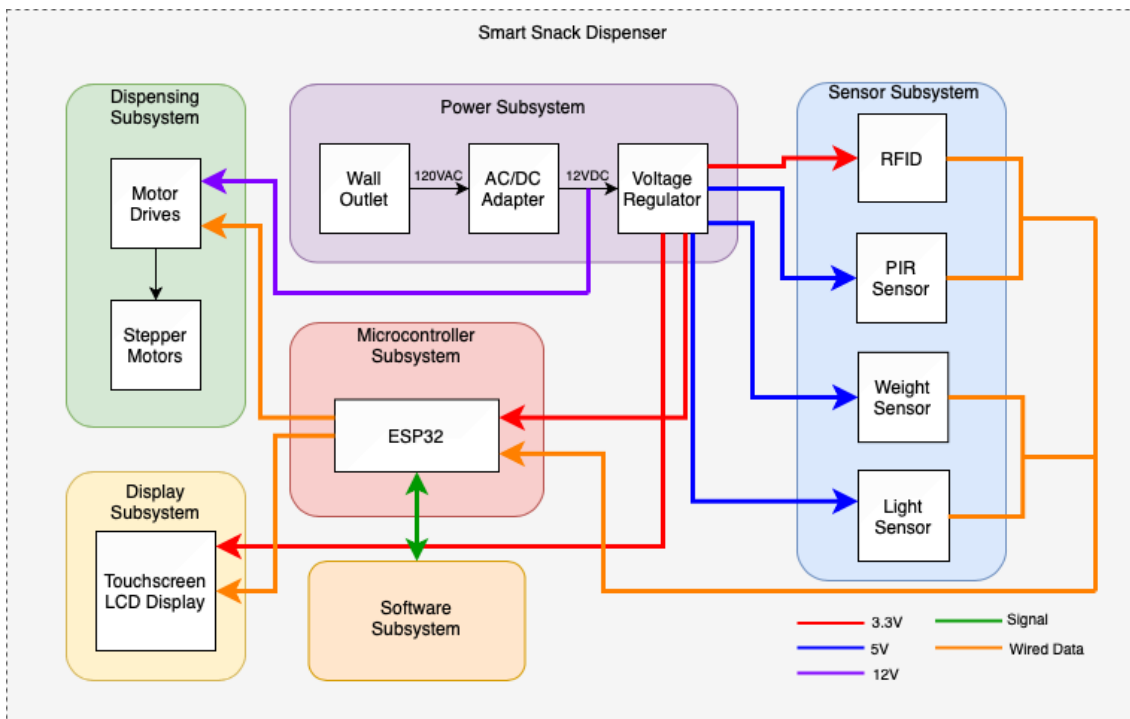 Smart Snack Dispenser
Dispensing
Subsystem
Motor
Drives
Stepper
Motors
Power Subsystem
Wall
Outlet
120VAC
AC/DC
Adapter
12VDC
Voltage
Regulator
Sensor Subsystem
RFID
PIR
Sensor
Weight
Sensor
Light
Sensor
Microcontroller
Subsystem
ESP32
Display
Subsystem
Touchscreen
LCD Display
Software
Subsystem
3.3V
5V
12V
Signal
Wired Data